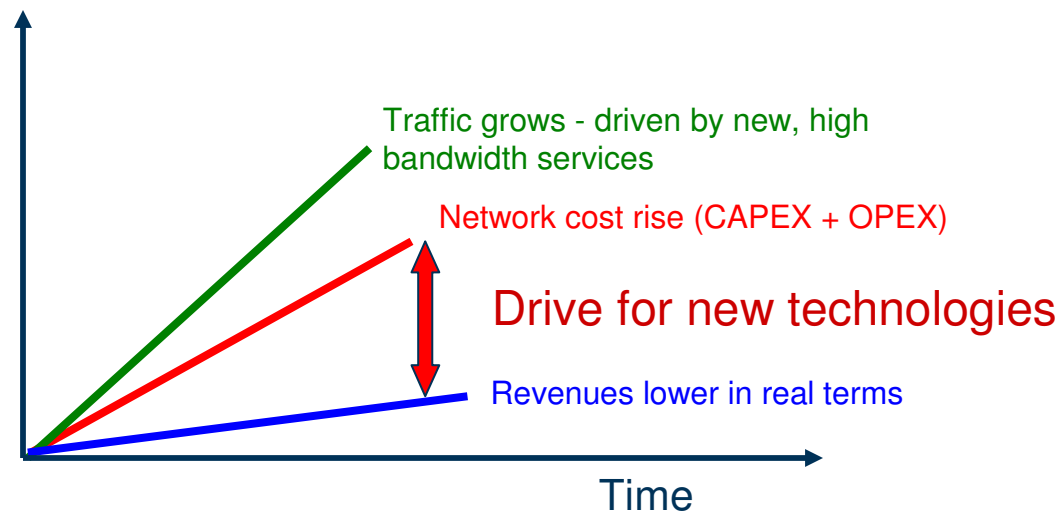 Traffic grows - driven by new, high
bandwidth services
Network cost rise (CAPEX + OPEX)
Drive for new technologies
Revenues lower in real terms
Time